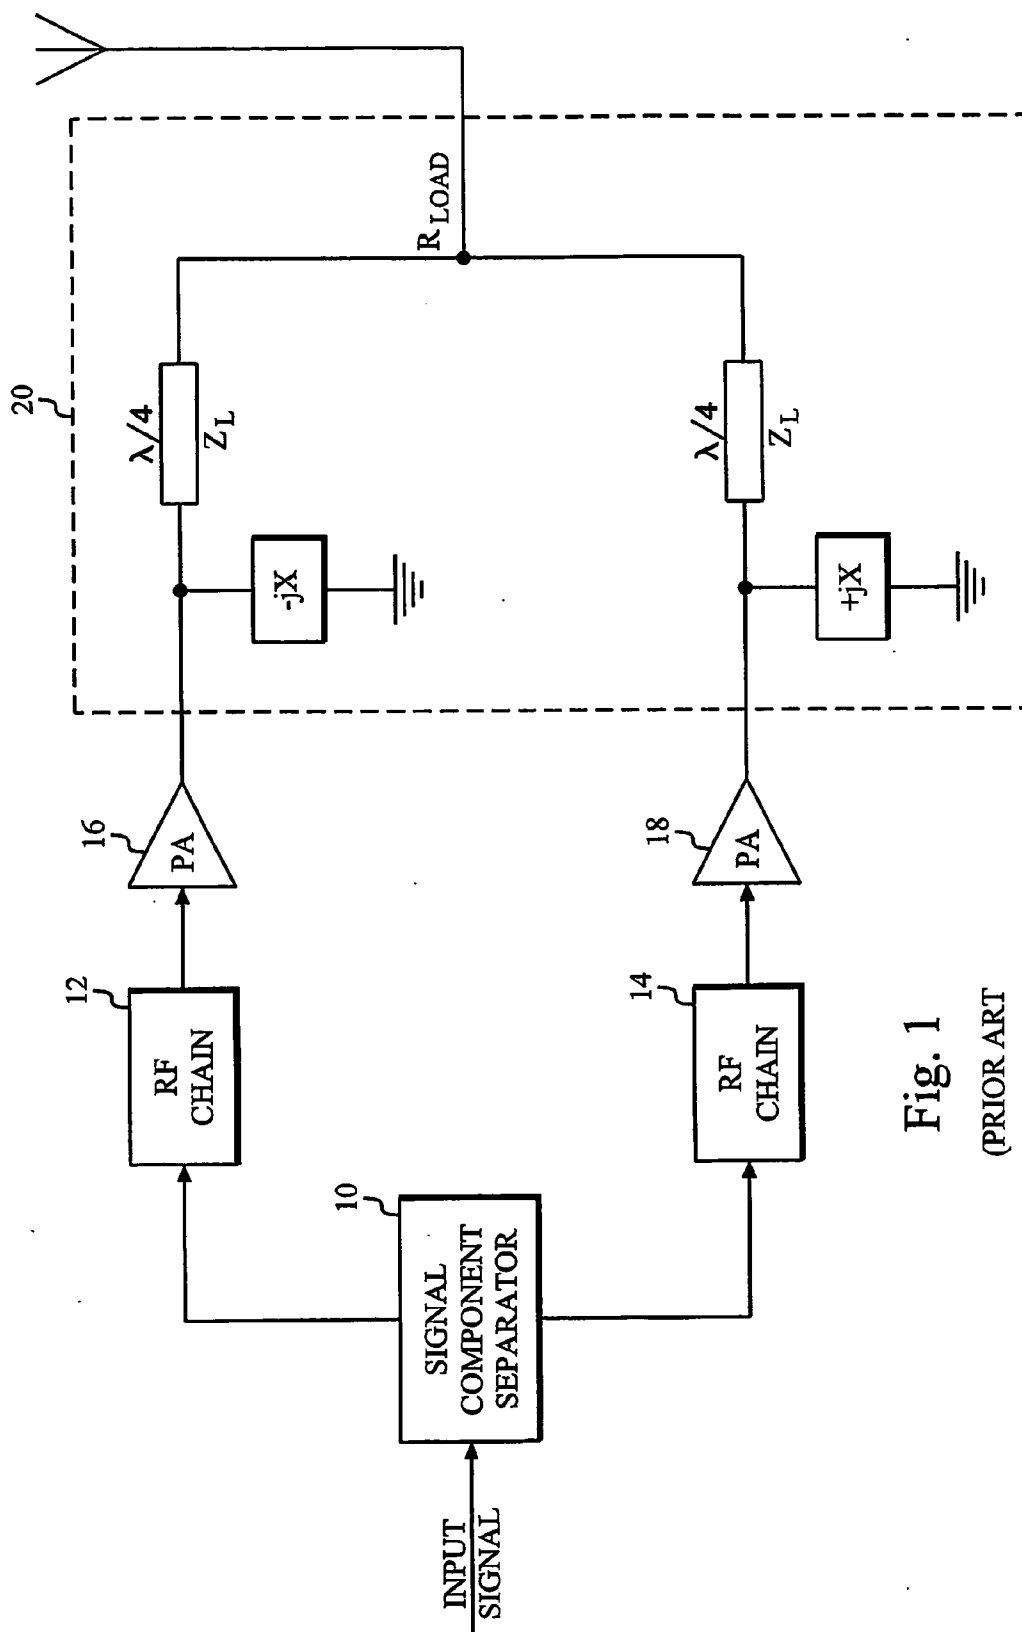 INPUT
SIGNAL
10
SIGNAL
COMPONENT
SEPARATOR
12
RF
CHAIN
16
PA
-jX
λ/4
Z_L
20
R_LOAD
14
RF
CHAIN
18
PA
+jX
λ/4
Z_L
Fig. 1
(PRIOR ART